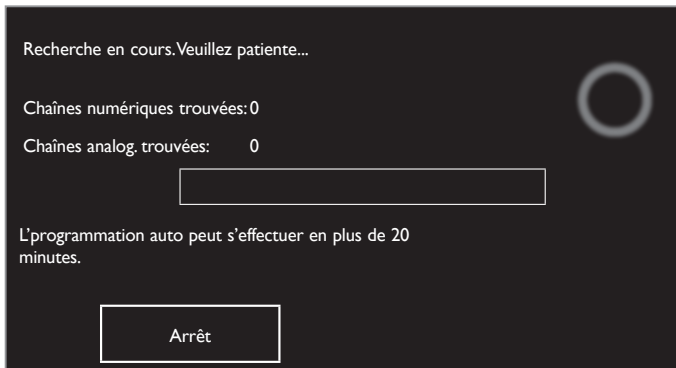 Recherche en cours.Veuillez patiente...
Chaînes numériques trouvées: 0
Chaînes analog. trouvées: 0
L'programmation auto peut s'effectuer en plus de 20
minutes.
Arrêt